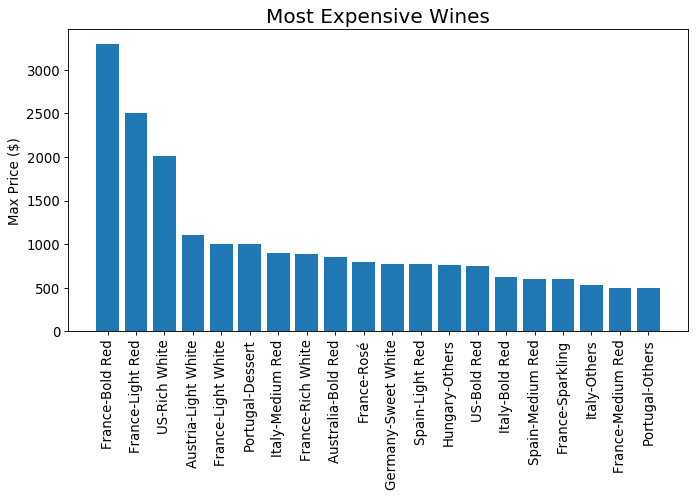 Most Expensive Wines
Max Price ($)
3000
2500
2000
1500
1000
500
0
France-Bold Red
France-Light Red
US-Rich White
Austria-Light White
France-Light White
Portugal-Dessert
Italy-Medium Red
France-Rich White
Australia-Bold Red
France-Rosé
Germany-Sweet White
Spain-Light Red
Hungary-Others
US-Bold Red
Italy-Bold Red
Spain-Medium Red
France-Sparkling
Italy-Others
France-Medium Red
Portugal-Others